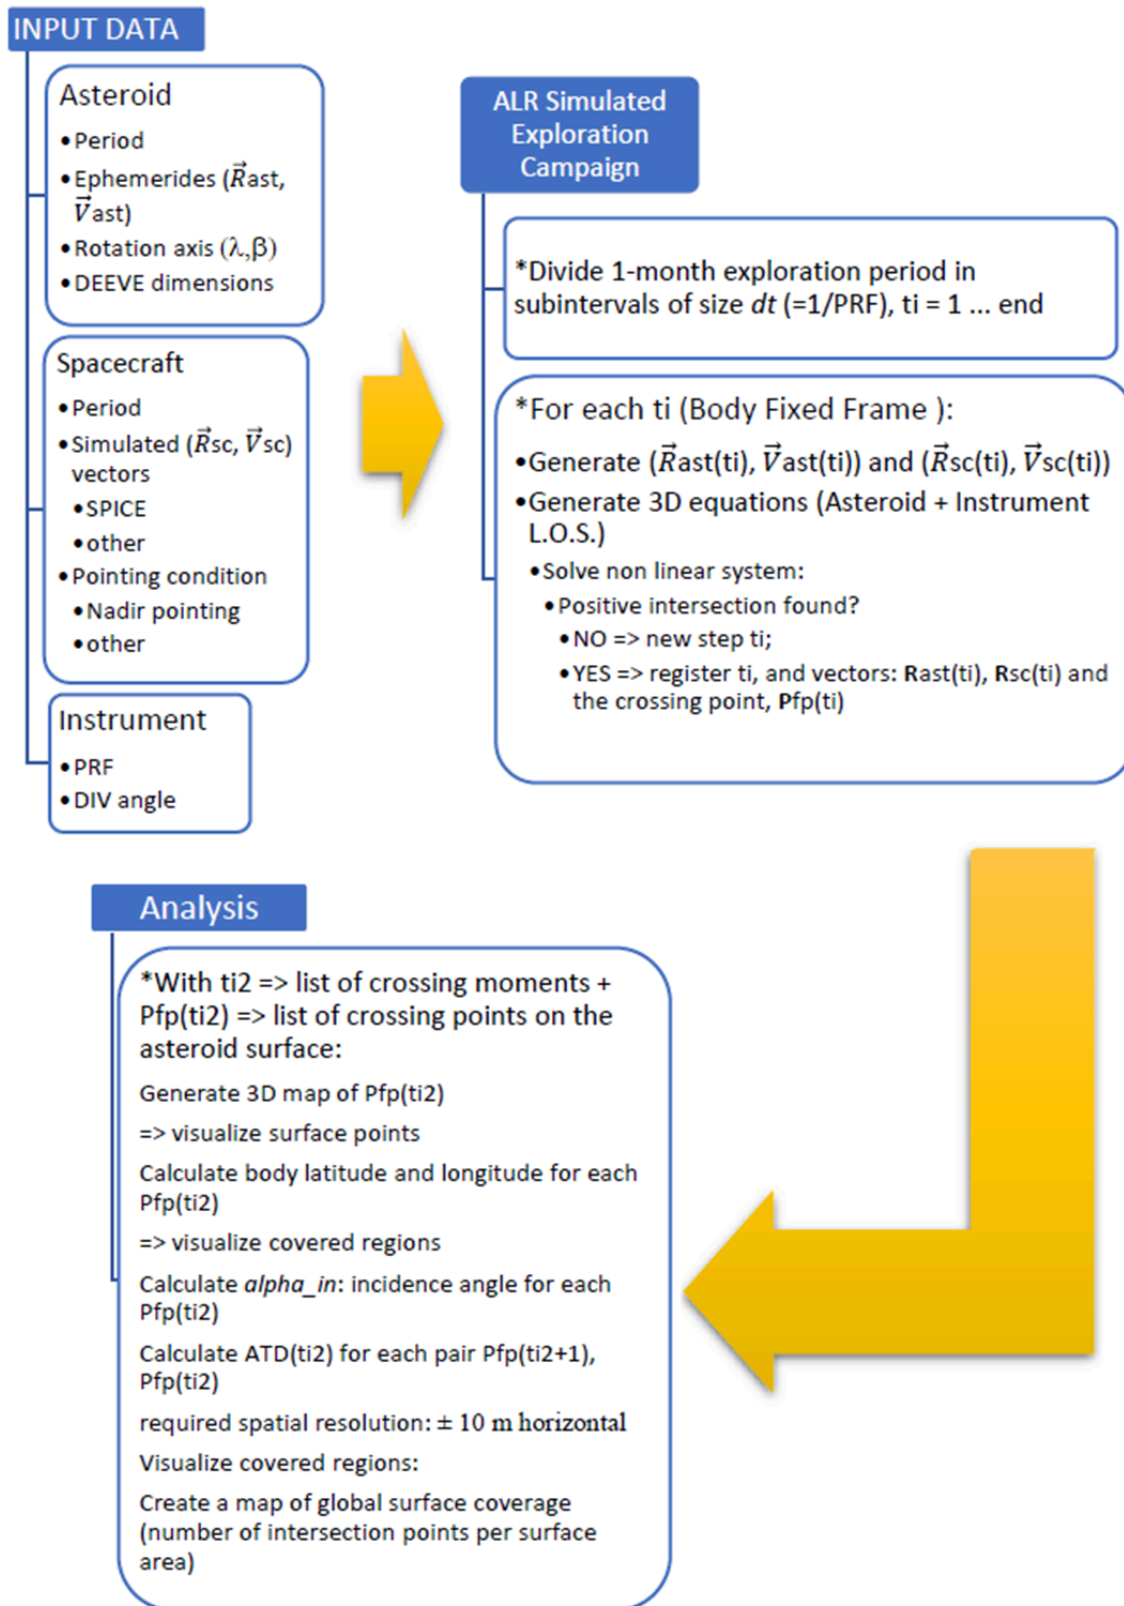 INPUT DATA
Asteroid
•Period
•Ephemerides (R⃗ast,
V⃗ast)
•Rotation axis (λ,β)
•DEEVE dimensions
Spacecraft
•Period
•Simulated (R⃗sc, V⃗sc)
vectors
•SPICE
•other
•Pointing condition
•Nadir pointing
•other
Instrument
•PRF
•DIV angle
ALR Simulated
Exploration
Campaign
*Divide 1-month exploration period in
subintervals of size dt (=1/PRF), ti = 1 ... end
*For each ti (Body Fixed Frame ):
•Generate (R⃗ast(ti), V⃗ast(ti)) and (R⃗sc(ti), V⃗sc(ti))
•Generate 3D equations (Asteroid + Instrument
L.O.S.)
•Solve non linear system:
•Positive intersection found?
•NO => new step ti;
•YES => register ti, and vectors: Rast(ti), Rsc(ti) and
the crossing point, Pfp(ti)
Analysis
*With ti2 => list of crossing moments +
Pfp(ti2) => list of crossing points on the
asteroid surface:
Generate 3D map of Pfp(ti2)
=> visualize surface points
Calculate body latitude and longitude for each
Pfp(ti2)
=> visualize covered regions
Calculate alpha_in: incidence angle for each
Pfp(ti2)
Calculate ATD(ti2) for each pair Pfp(ti2+1),
Pfp(ti2)
required spatial resolution: ± 10 m horizontal
Visualize covered regions:
Create a map of global surface coverage
(number of intersection points per surface
area)